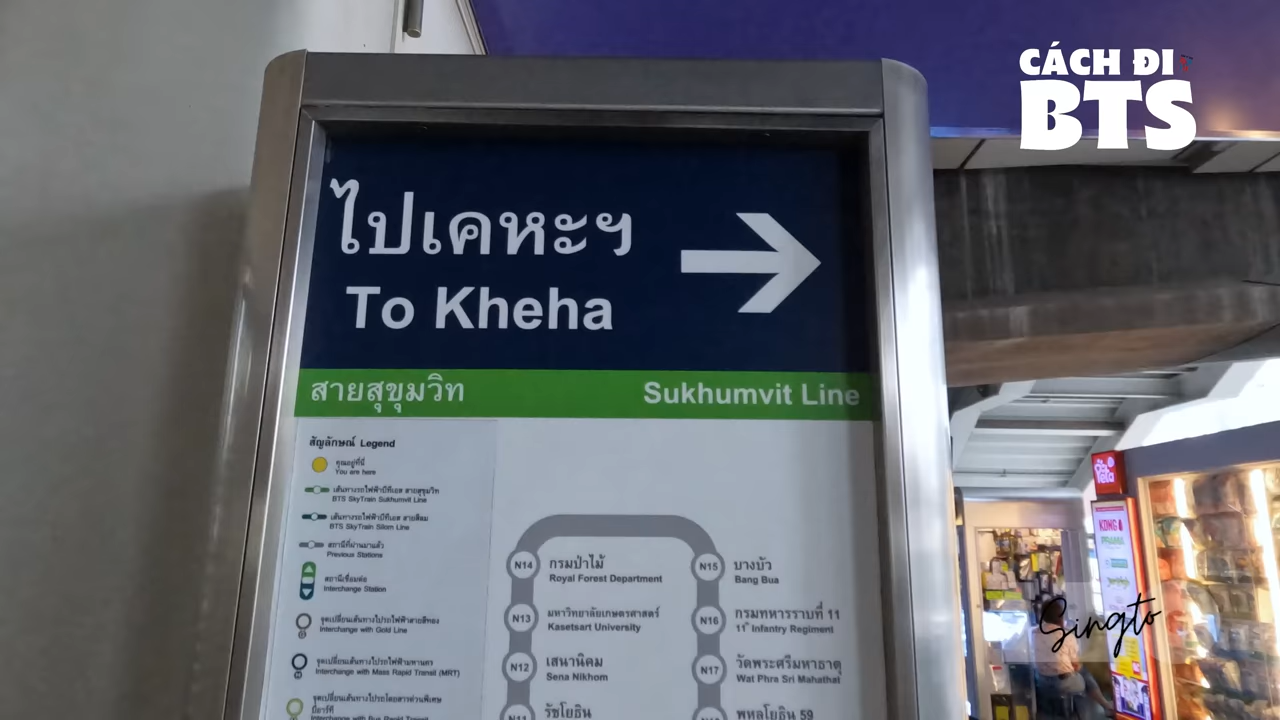 CÁCH ĐI
BTS
ไปเคหะฯ
To Kheha
สายสุขุมวิท
Sukhumvit Line
สัญลักษณ์ Legend
คุณอยู่ที่นี่
You are here
เส้นทางรถไฟฟ้าบีทีเอส สายสุขุมวิท
BTS SkyTrain Sukhumvit Line
เส้นทางรถไฟฟ้าบีทีเอส สายสีลม
BTS SkyTrain Silom Line
สถานีที่ผ่านมาแล้ว
Previous Stations
สถานีเชื่อมต่อ
Interchange Station
จุดเปลี่ยนเส้นทางไปรถไฟฟ้าสายสีทอง
Interchange with Gold Line
จุดเปลี่ยนเส้นทางไปรถไฟฟ้ามหานคร
Interchange with Mass Rapid Transit (MRT)
จุดเปลี่ยนเส้นทางไปรถโดยสารด่วนพิเศษ
บีอาร์ที
Interchange with Bus Rapid Transit
N14 กรมป่าไม้
Royal Forest Department
N13 มหาวิทยาลัยเกษตรศาสตร์
Kasetsart University
N12 เสนานิคม
Sena Nikhom
N11 รัชโยธิน
N15 บางบัว
Bang Bua
N16 กรมทหารราบที่ 11
11th Infantry Regiment
N17 วัดพระศรีมหาธาตุ
Wat Phra Sri Mahathat
พหลโยธิน 59
KONG
Singto